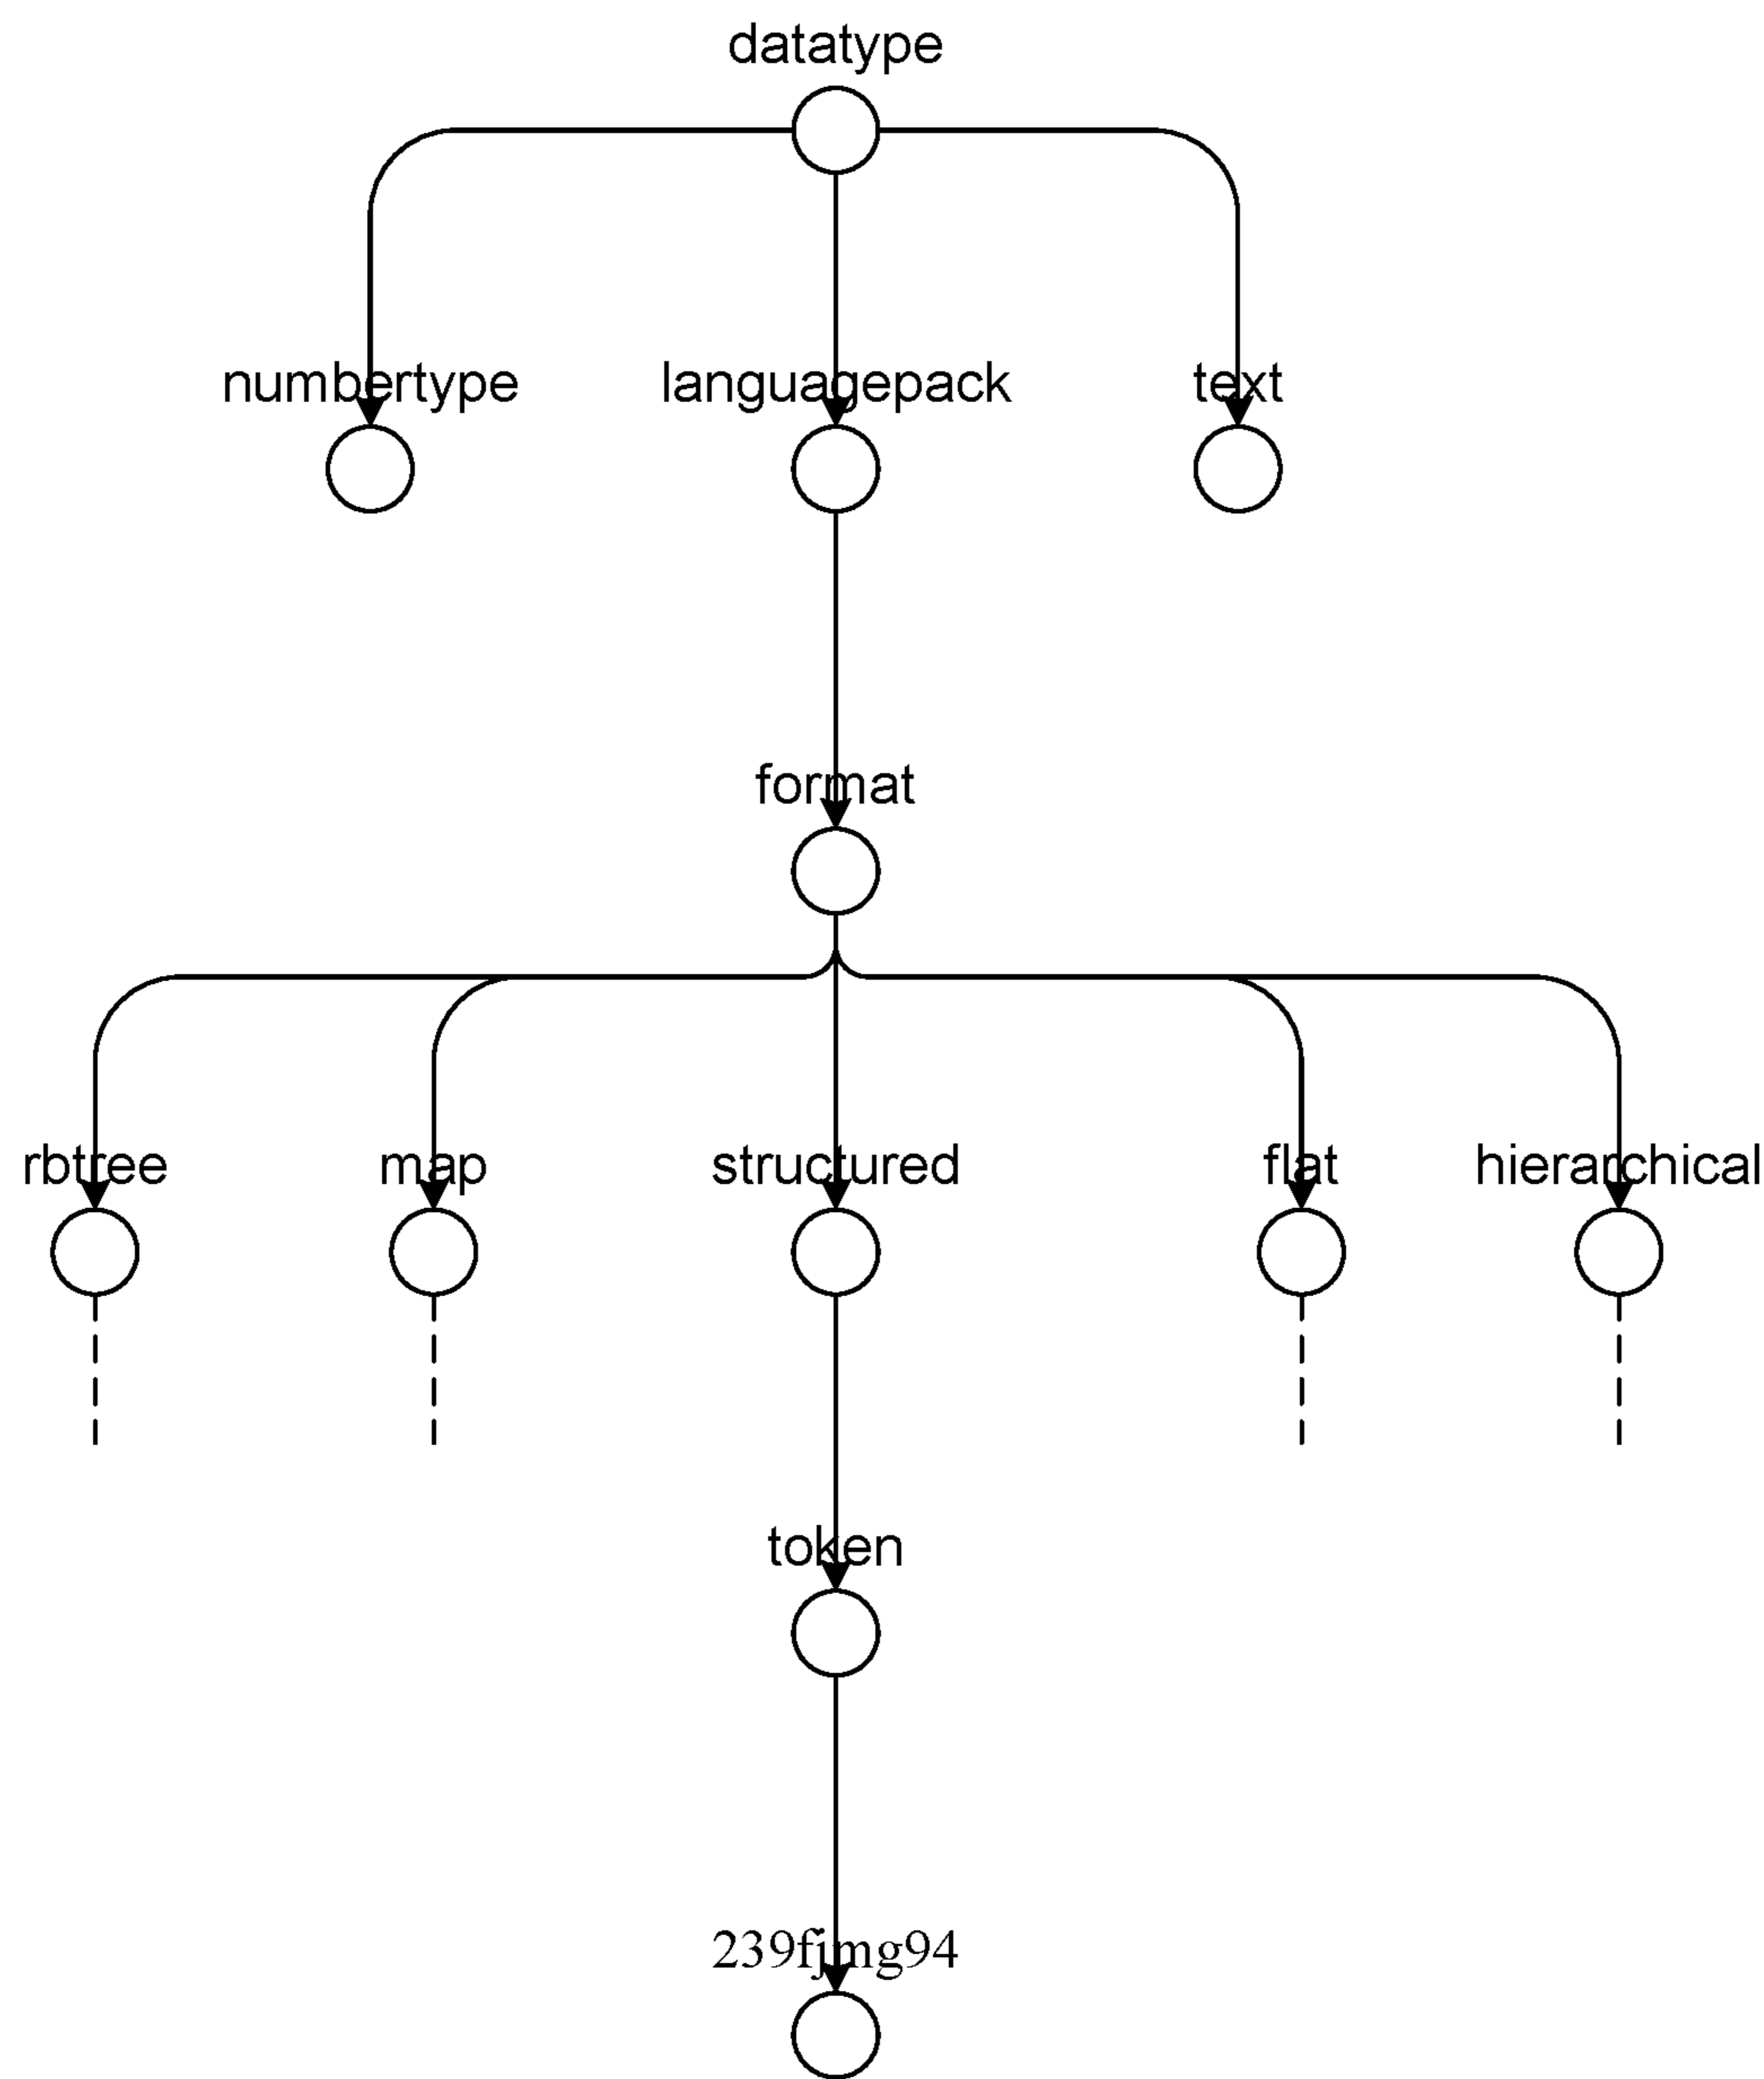 datatype
numbertype languagepack text
format
rbtree map structured flat hierarchical
token
239fjmg94